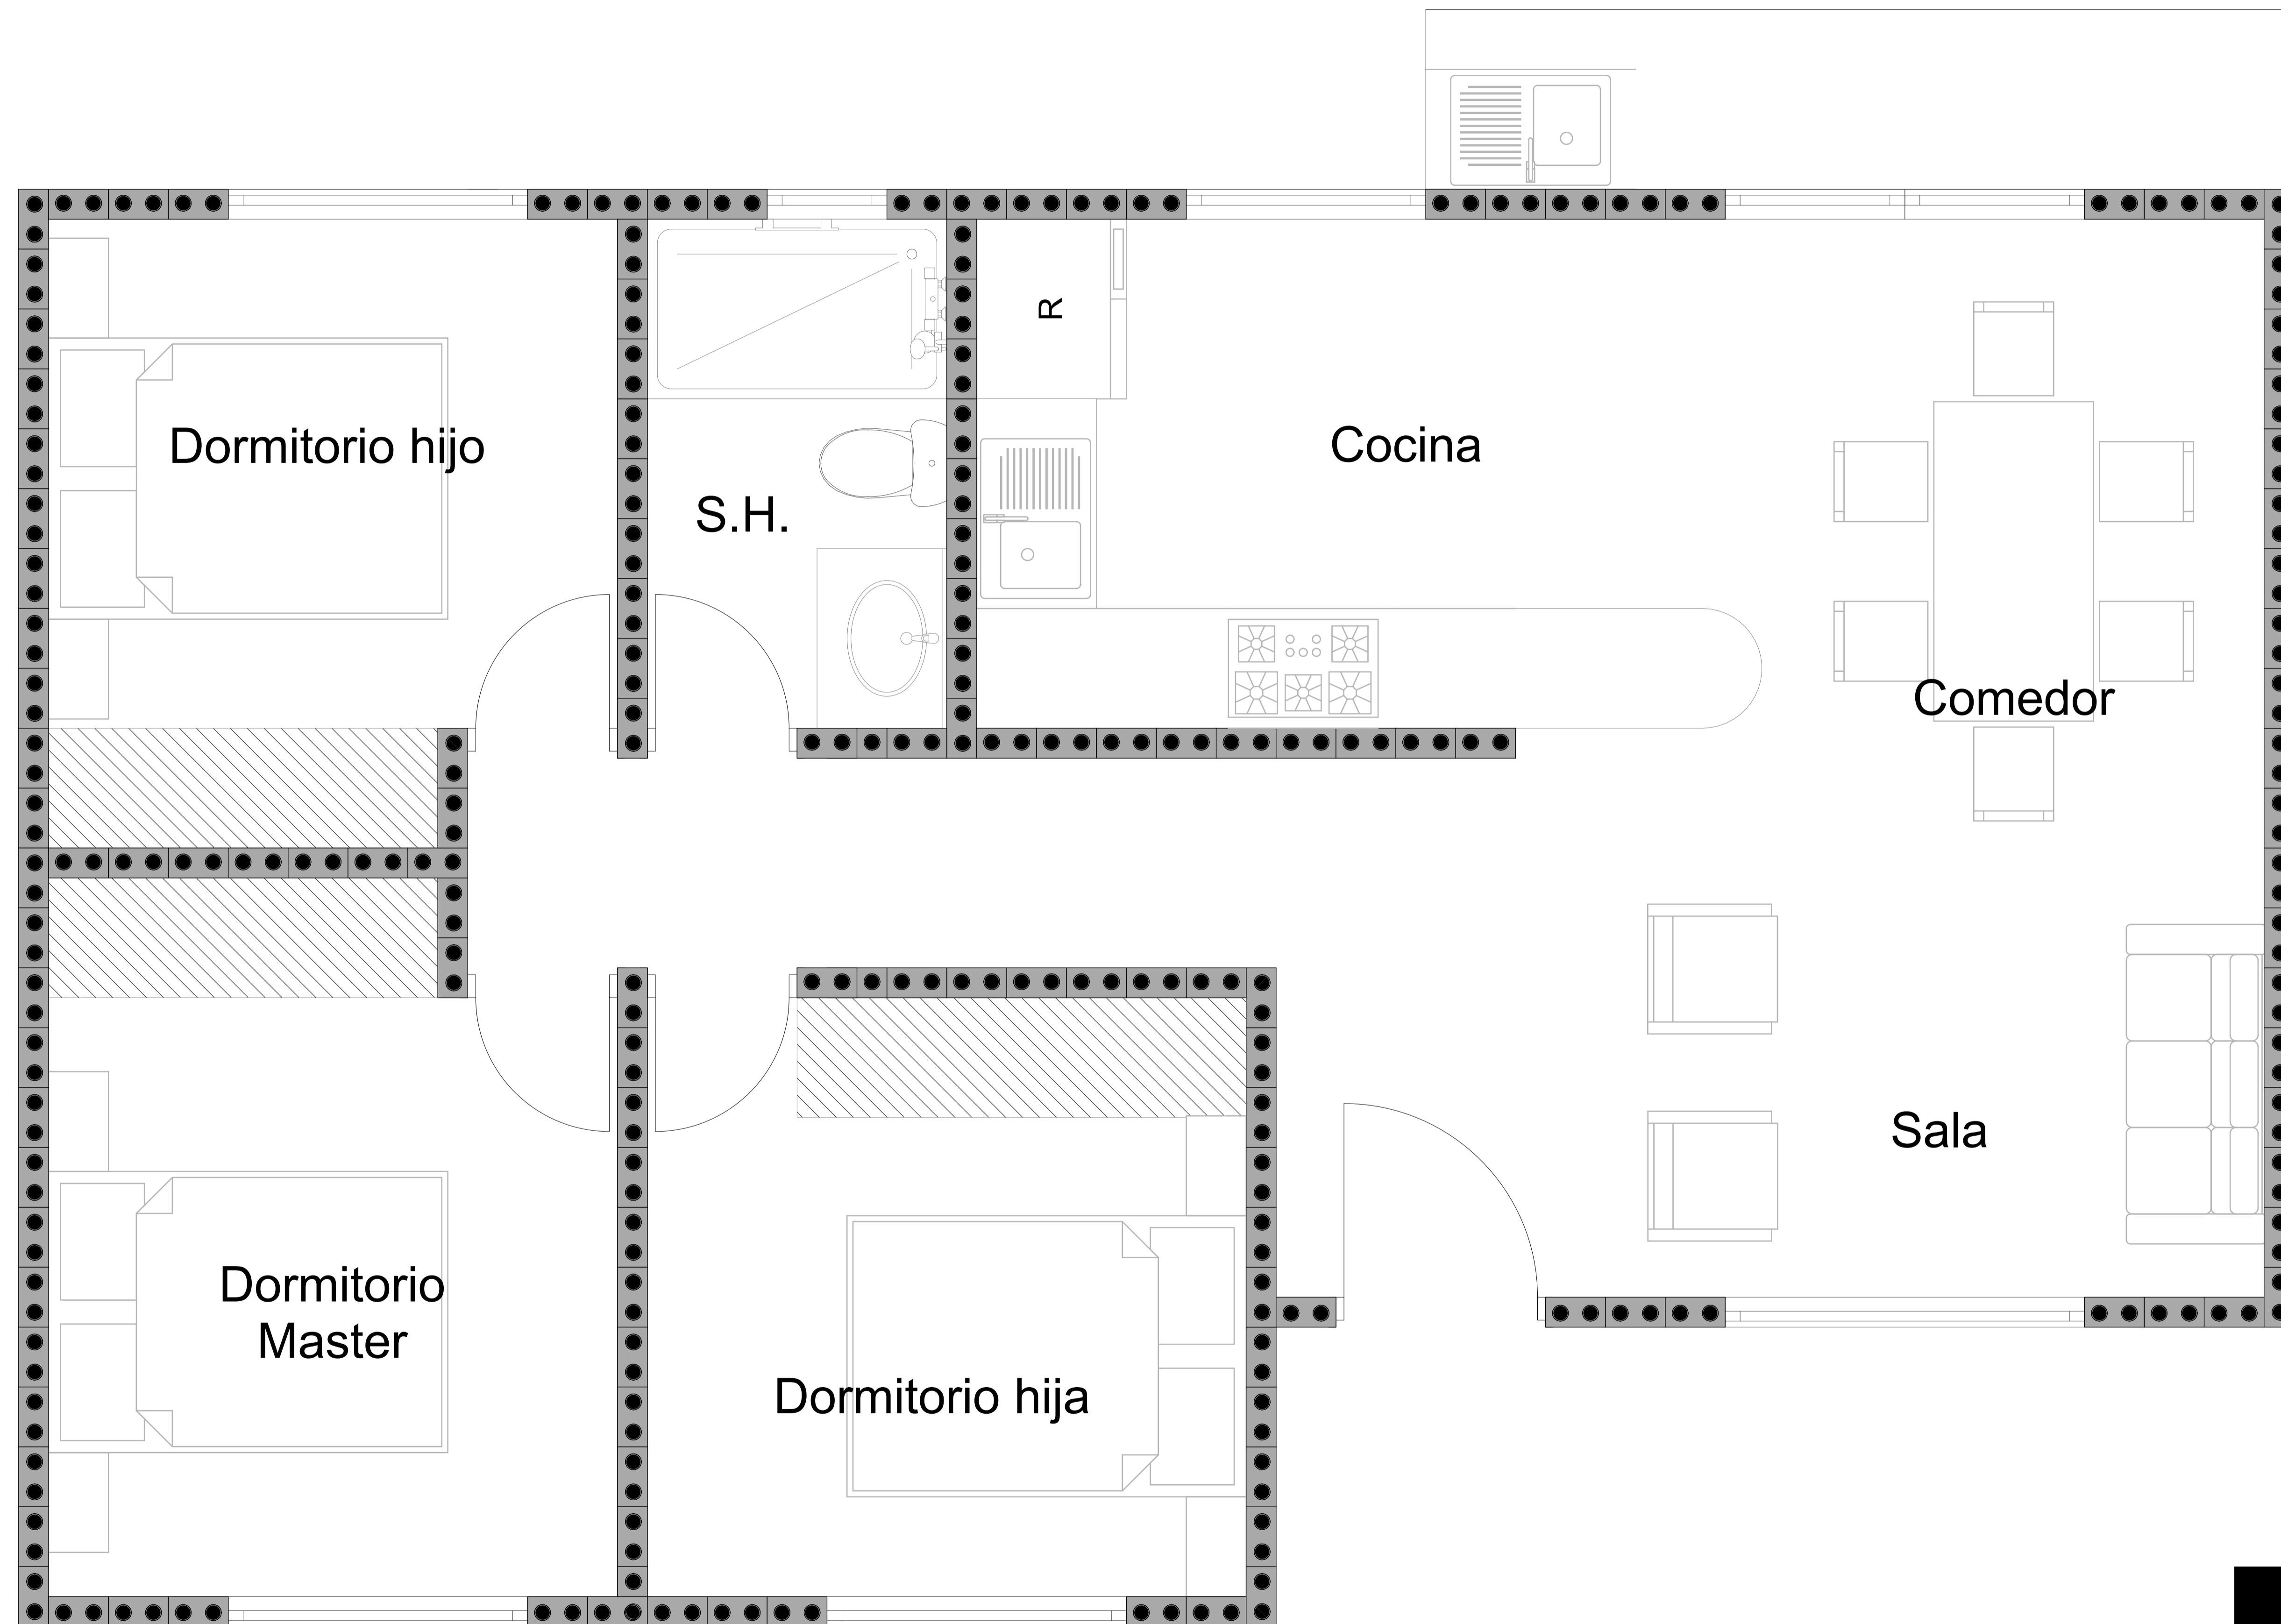 R
Dormitorio hijo
Cocina
S.H.
Comedor
Sala
Dormitorio
Master
Dormitorio hija